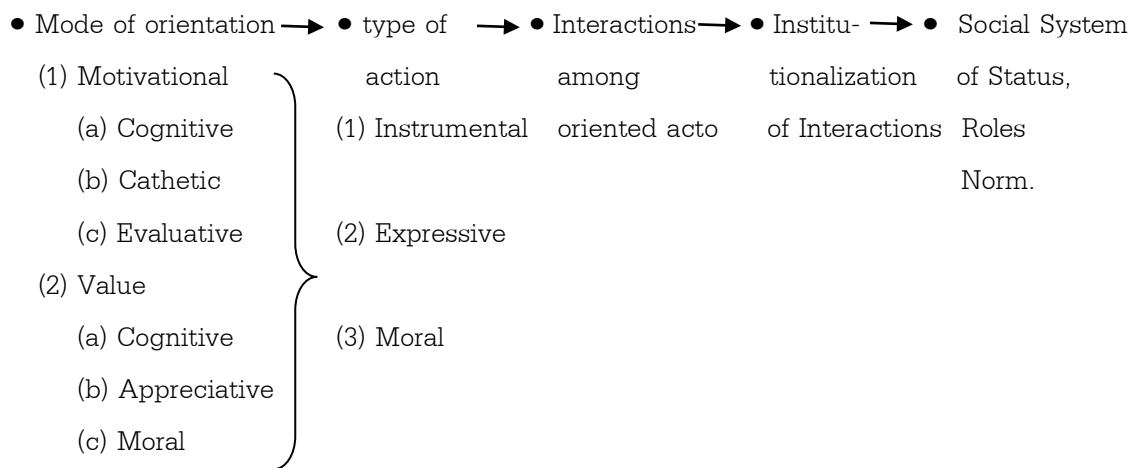 • Mode of orientation → • type of → • Interactions → • Institu- → • Social System
(1) Motivational action among tionalization of Status,
(a) Cognitive (1) Instrumental oriented acto of Interactions Roles
(b) Cathetic Norm.
(c) Evaluative (2) Expressive
(2) Value
(a) Cognitive (3) Moral
(b) Appreciative
(c) Moral